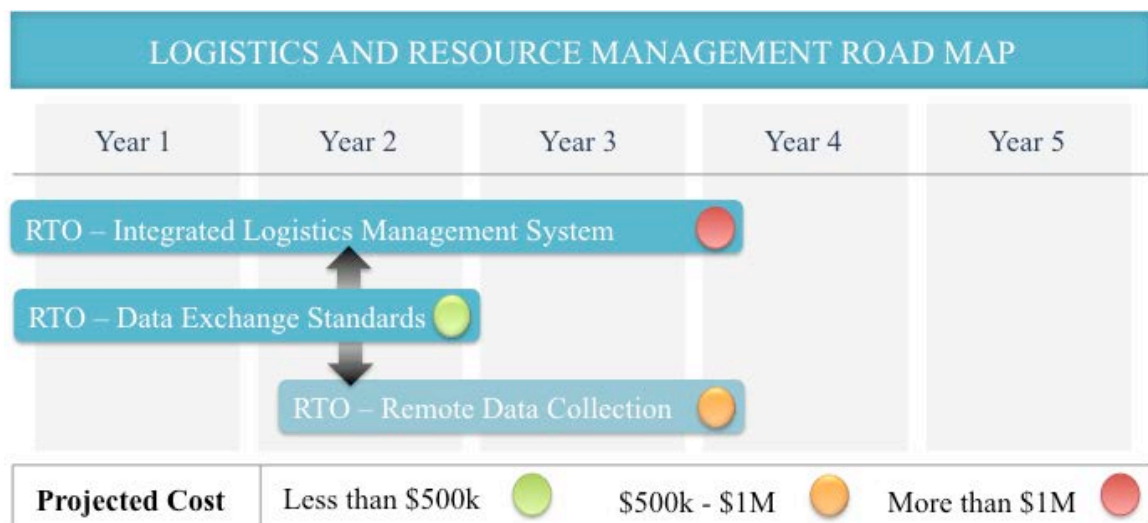 LOGISTICS AND RESOURCE MANAGEMENT ROAD MAP
Year 1 Year 2 Year 3 Year 4 Year 5
RTO – Integrated Logistics Management System
RTO – Data Exchange Standards
RTO – Remote Data Collection
Projected Cost Less than $500k $500k - $1M More than $1M